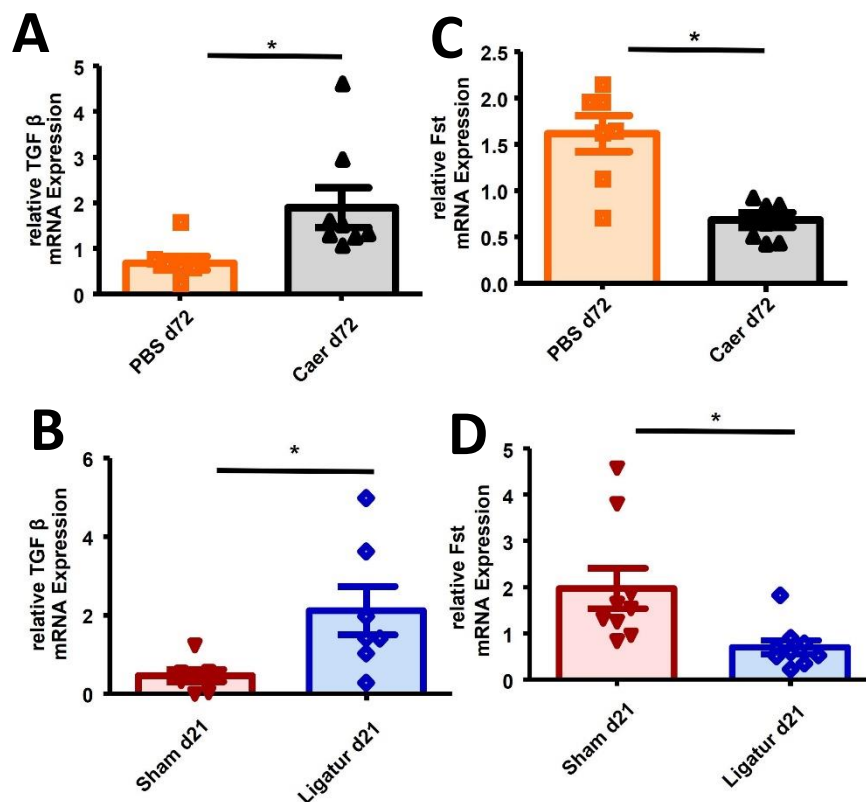 A
relative TGF β
mRNA Expression
5
4
3
2
1
0
*
PBS d72
Caer d72
C
relative Fst
mRNA Expression
2.5
2.0
1.5
1.0
0.5
0.0
*
PBS d72
Caer d72
B
relative TGF β
mRNA Expression
6
4
2
0
*
Sham d21
Ligatur d21
D
relative Fst
mRNA Expression
5
4
3
2
1
0
*
Sham d21
Ligatur d21